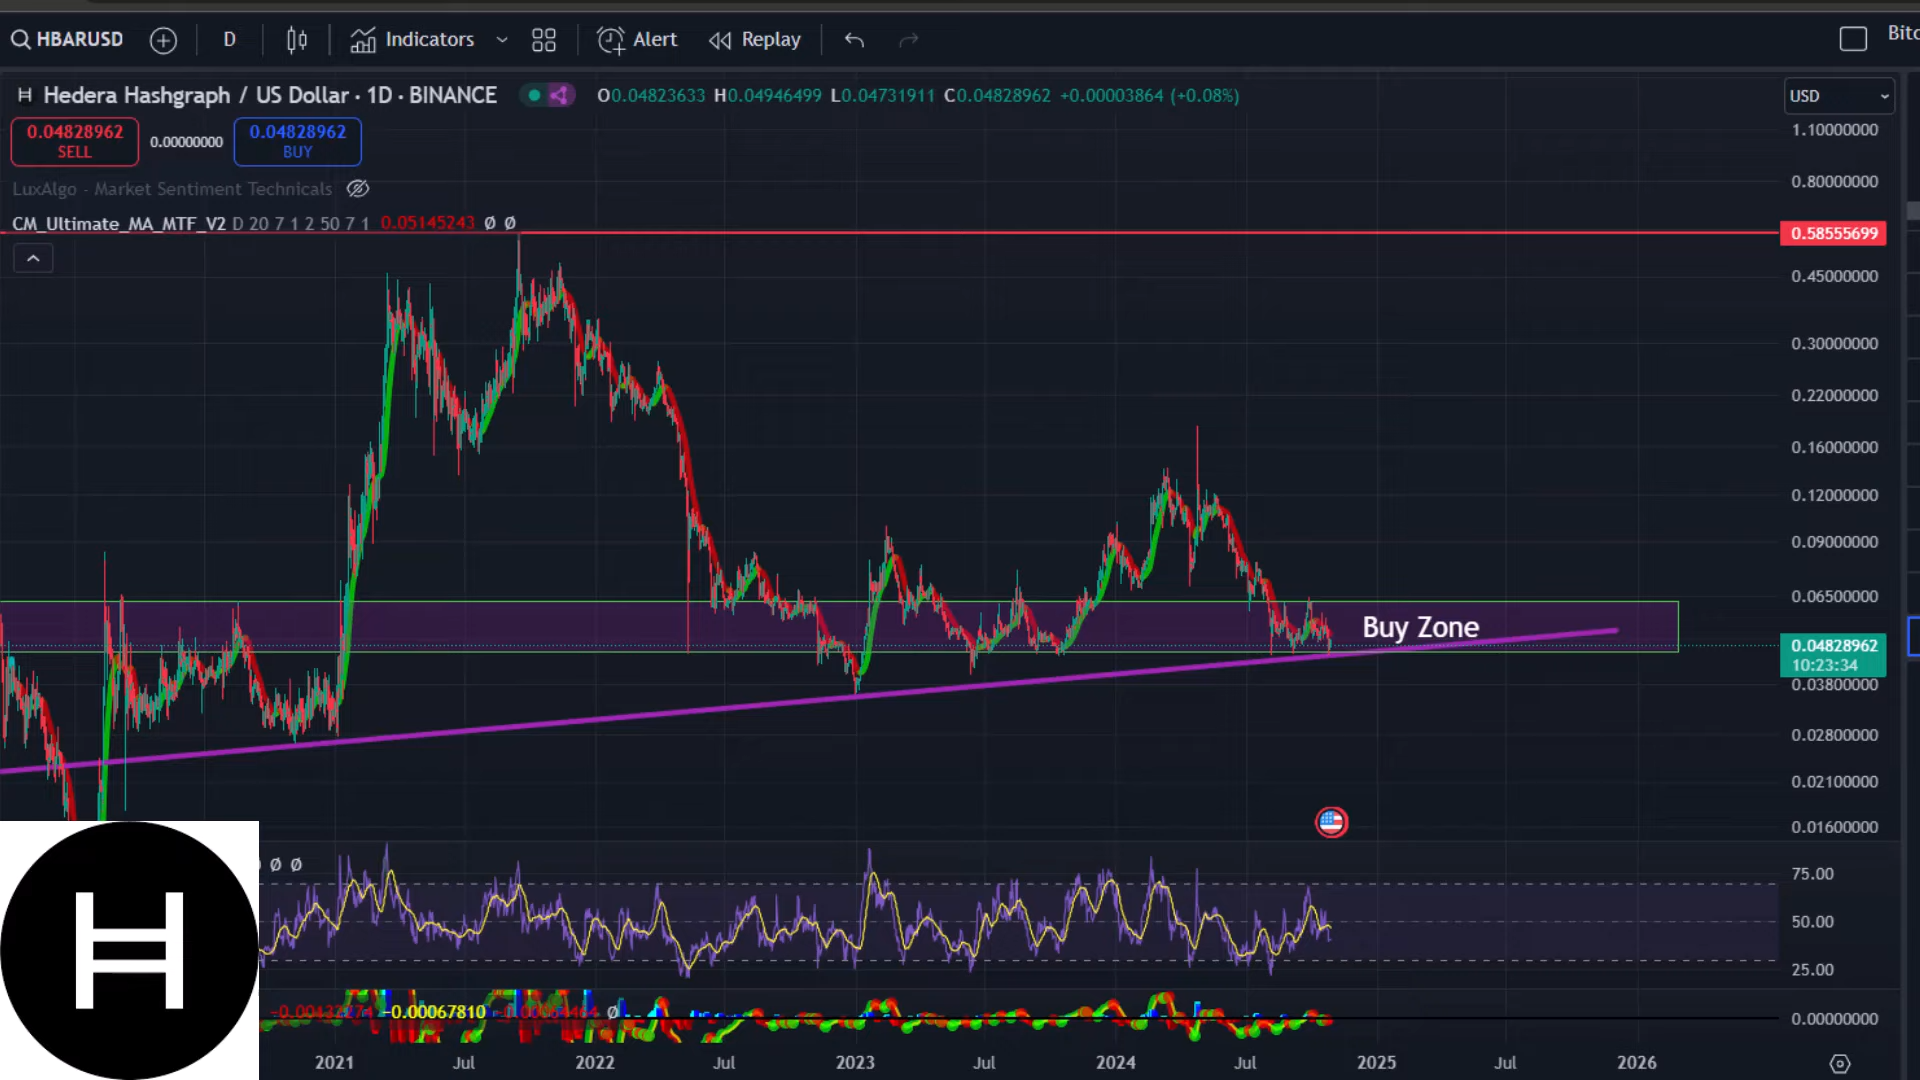 HBARUSD D Indicators Alert Replay Bitc
Hedera Hashgraph / US Dollar · 1D · BINANCE O0.04823633 H0.04946499 L0.04731911 C0.04828962 +0.00003864 (+0.08%) USD
0.04828962 0.00000000 0.04828962
SELL BUY
LuxAlgo - Market Sentiment Technicals
CM_Ultimate_MA_MTF_V2 D 20 7 1 2 50 7 1 0.05145243 Ø Ø
1.10000000
0.80000000
0.58555699
0.45000000
0.30000000
0.22000000
0.16000000
0.12000000
0.09000000
0.06500000
Buy Zone
0.04828962
10:23:34
0.03800000
0.02800000
0.02100000
0.01600000
Ø Ø
75.00
50.00
25.00
−0.00067810 Ø
0.00000000
2021 Jul 2022 Jul 2023 Jul 2024 Jul 2025 Jul 2026